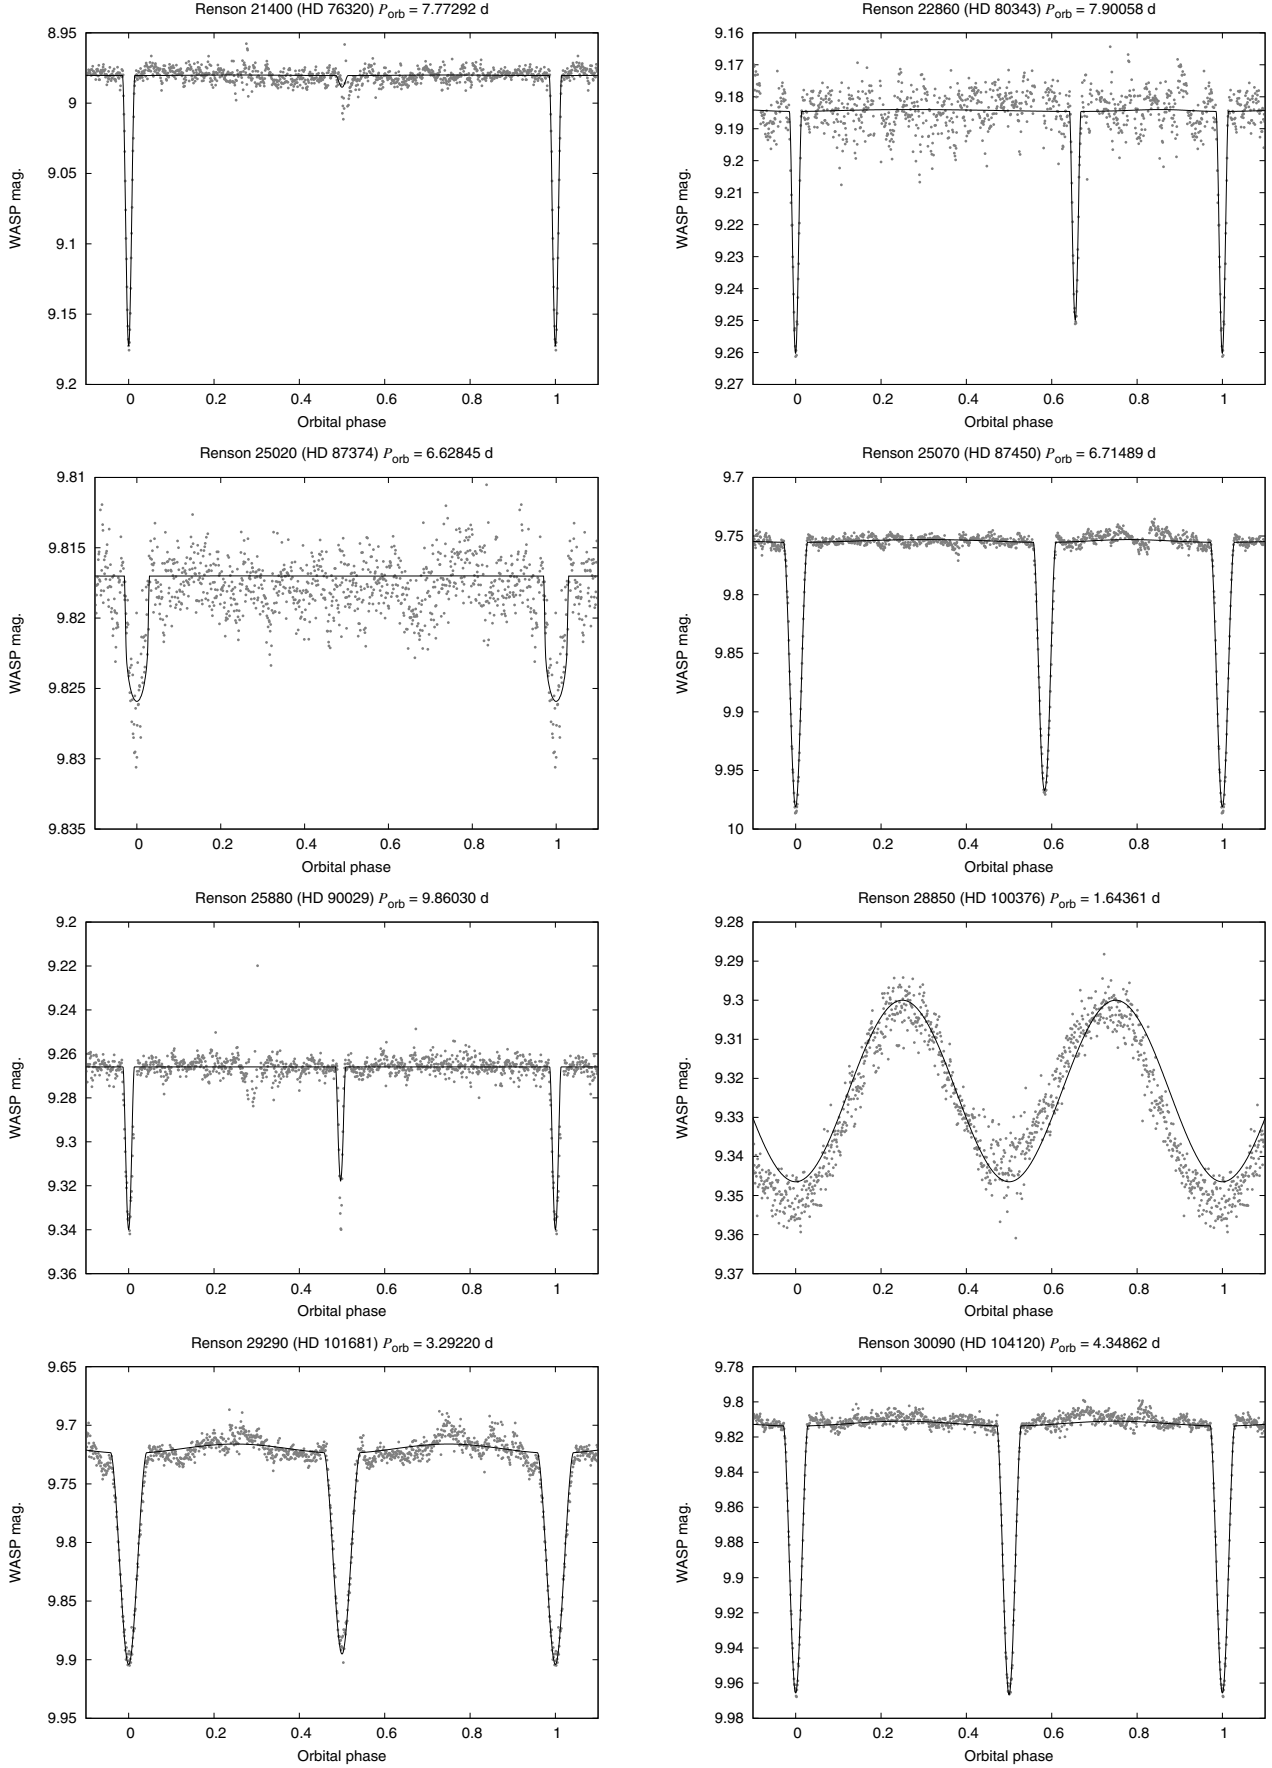 Renson 21400 (HD 76320) Porb = 7.77292 d
8.95
9
9.05
9.1
9.15
9.2
WASP mag.
0 0.2 0.4 0.6 0.8 1
Orbital phase
Renson 22860 (HD 80343) Porb = 7.90058 d
9.16
9.17
9.18
9.19
9.2
9.21
9.22
9.23
9.24
9.25
9.26
9.27
WASP mag.
0 0.2 0.4 0.6 0.8 1
Orbital phase
Renson 25020 (HD 87374) Porb = 6.62845 d
9.81
9.815
9.82
9.825
9.83
9.835
WASP mag.
0 0.2 0.4 0.6 0.8 1
Orbital phase
Renson 25070 (HD 87450) Porb = 6.71489 d
9.7
9.75
9.8
9.85
9.9
9.95
10
WASP mag.
0 0.2 0.4 0.6 0.8 1
Orbital phase
Renson 25880 (HD 90029) Porb = 9.86030 d
9.2
9.22
9.24
9.26
9.28
9.3
9.32
9.34
9.36
WASP mag.
0 0.2 0.4 0.6 0.8 1
Orbital phase
Renson 28850 (HD 100376) Porb = 1.64361 d
9.28
9.29
9.3
9.31
9.32
9.33
9.34
9.35
9.36
9.37
WASP mag.
0 0.2 0.4 0.6 0.8 1
Orbital phase
Renson 29290 (HD 101681) Porb = 3.29220 d
9.65
9.7
9.75
9.8
9.85
9.9
9.95
WASP mag.
0 0.2 0.4 0.6 0.8 1
Orbital phase
Renson 30090 (HD 104120) Porb = 4.34862 d
9.78
9.8
9.82
9.84
9.86
9.88
9.9
9.92
9.94
9.96
9.98
WASP mag.
0 0.2 0.4 0.6 0.8 1
Orbital phase